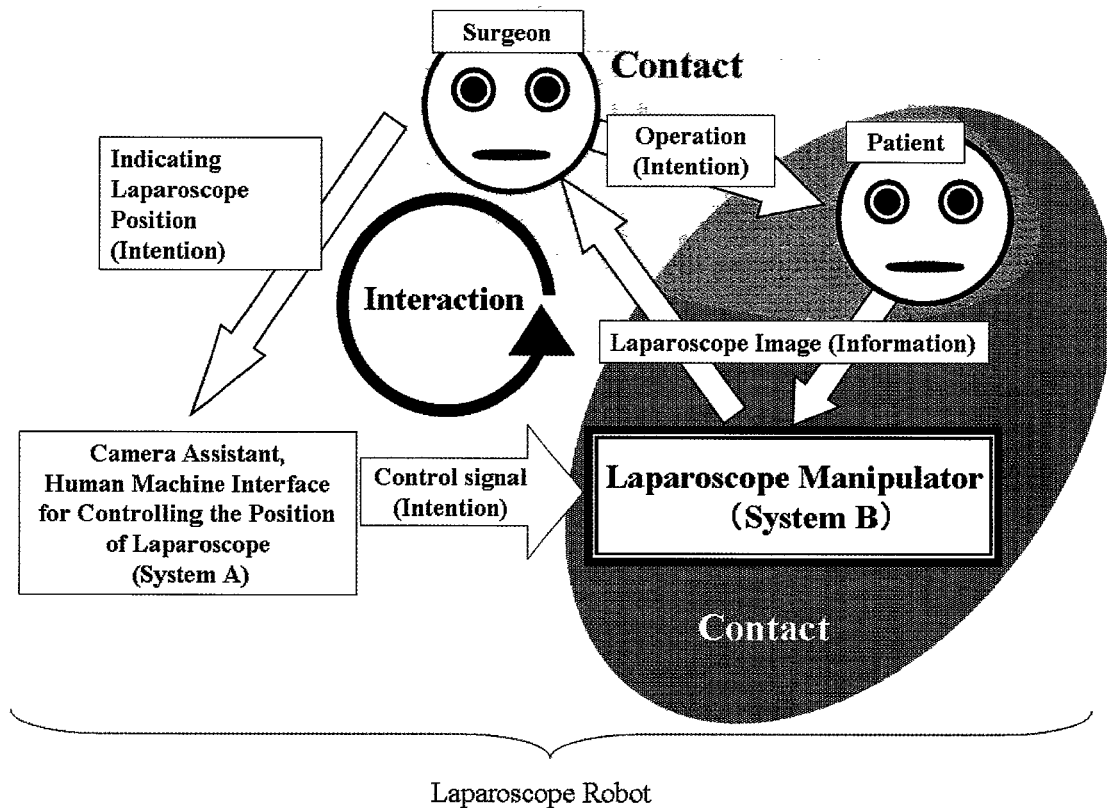 Surgeon
Contact
Operation
(Intention)
Patient
Indicating
Laparoscope
Position
(Intention)
Interaction
Laparoscope Image (Information)
Camera Assistant,
Human Machine Interface
for Controlling the Position
of Laparoscope
(System A)
Control signal
(Intention)
Laparoscope Manipulator
(System B)
Contact
Laparoscope Robot